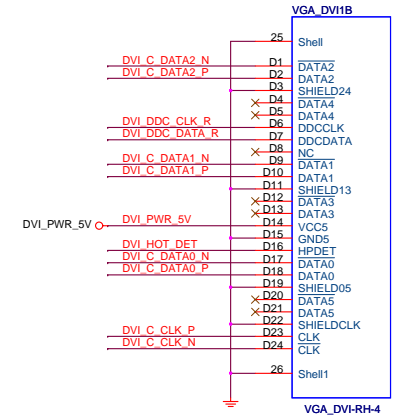 VGA_DVI1B
25 Shell
DVI_C_DATA2_N D1 DATA2
DVI_C_DATA2_P D2 DATA2
D3 SHIELD24
D4 DATA4
D5 DATA4
DVI_DDC_CLK_R D6 DDCCLK
DVI_DDC_DATA_R D7 DDCDATA
D8 NC
DVI_C_DATA1_N D9 DATA1
DVI_C_DATA1_P D10 DATA1
D11 SHIELD13
D12 DATA3
D13 DATA3
DVI_PWR_5V DVI_PWR_5V D14 VCC5
D15 GND5
DVI_HOT_DET D16 HPDET
DVI_C_DATA0_N D17 DATA0
DVI_C_DATA0_P D18 DATA0
D19 SHIELD05
D20 DATA5
D21 DATA5
D22 SHIELDCLK
DVI_C_CLK_P D23 CLK
DVI_C_CLK_N D24 CLK
26 Shell1
VGA_DVI-RH-4